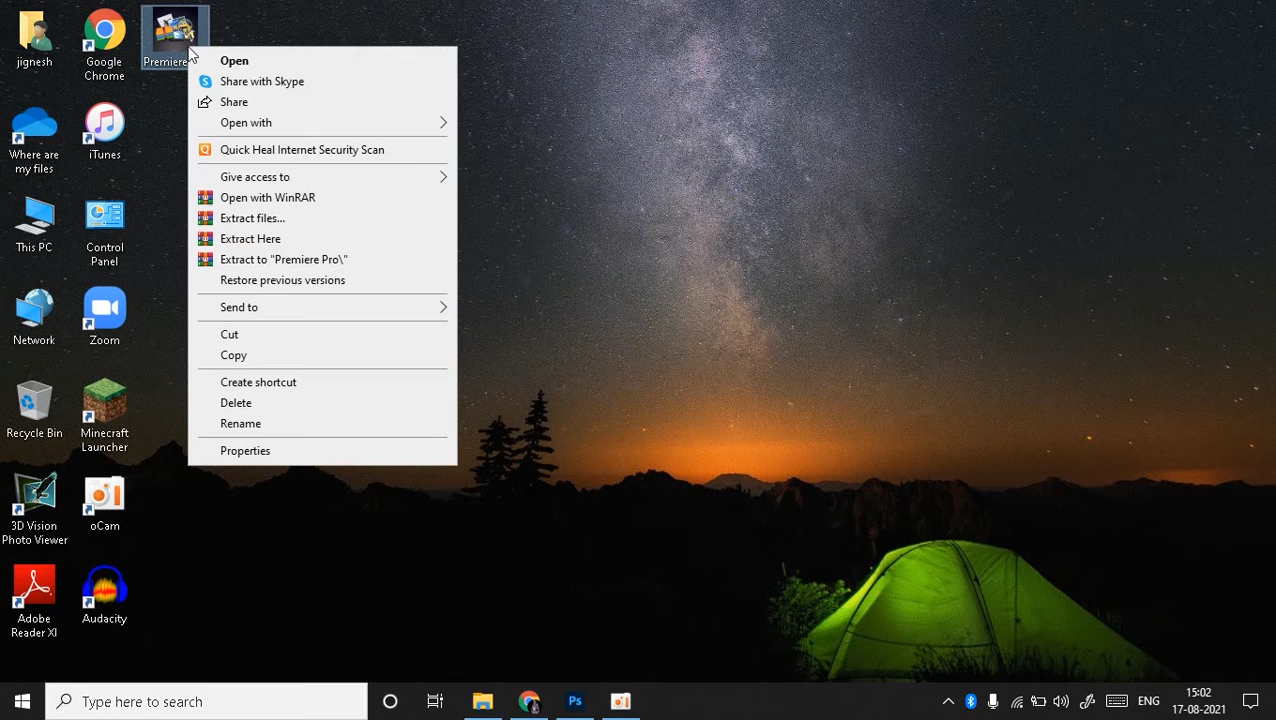 jignesh
Google
Chrome
Premiere
Where are
my files
iTunes
This PC
Control
Panel
Network
Zoom
Recycle Bin
Minecraft
Launcher
3D Vision
Photo Viewer
oCam
Adobe
Reader XI
Audacity
Open
Share with Skype
Share
Open with
Quick Heal Internet Security Scan
Give access to
Open with WinRAR
Extract files...
Extract Here
Extract to "Premiere Pro\"
Restore previous versions
Send to
Cut
Copy
Create shortcut
Delete
Rename
Properties
Type here to search
Ps
ENG
15:02
17-08-2021